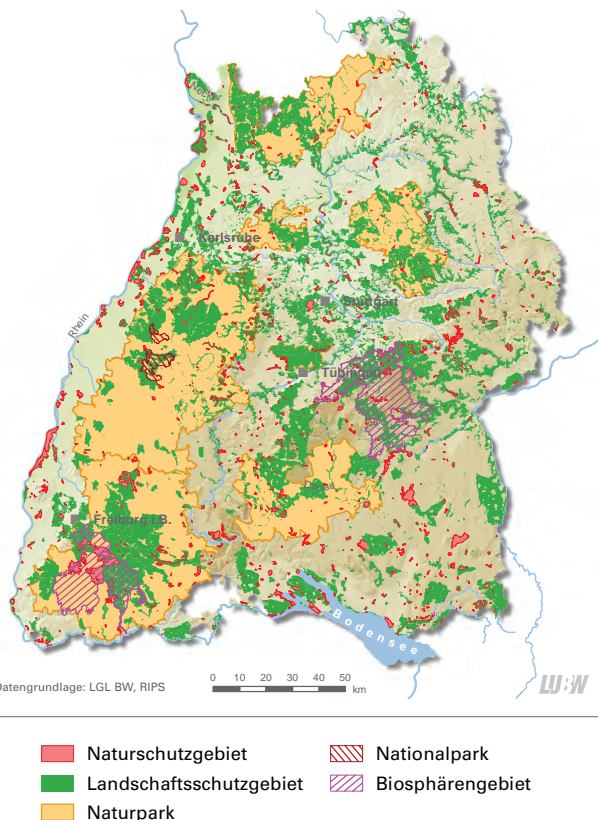 Neckar
Karlsruhe
Stuttgart
Rhein
Tübingen
Freiburg i.B.
Bodensee
Datengrundlage: LGL BW, RIPS
0 10 20 30 40 50
km
LUBW
Naturschutzgebiet
Nationalpark
Landschaftsschutzgebiet
Biosphärengebiet
Naturpark